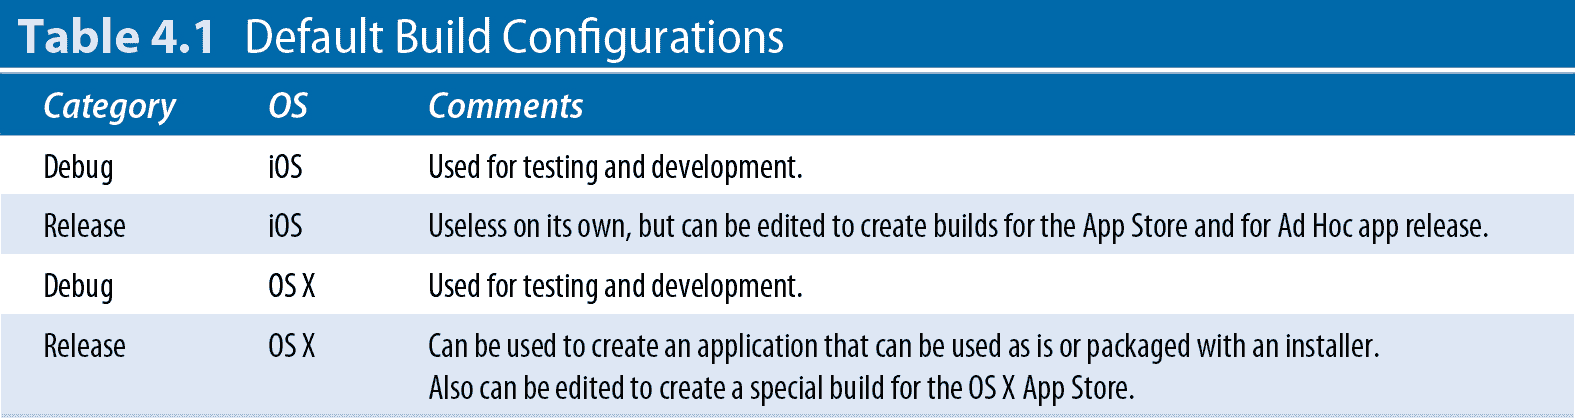 Table 4.1 Default Build Configurations
Category OS Comments
Debug iOS Used for testing and development.
Release iOS Useless on its own, but can be edited to create builds for the App Store and for Ad Hoc app release.
Debug OS X Used for testing and development.
Release OS X Can be used to create an application that can be used as is or packaged with an installer.
Also can be edited to create a special build for the OS X App Store.